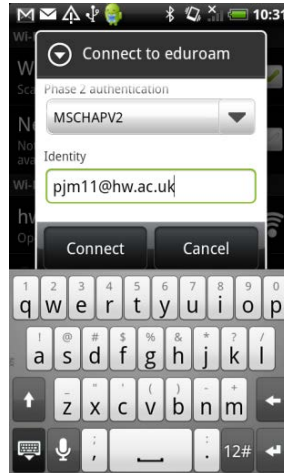 10:31
Connect to eduroam
Phase 2 authentication
MSCHAPV2
Identity
pjm11@hw.ac.uk
Connect Cancel
1 2 3 4 5 6 7 8 9 0
q w e r t y u i o p
! @ # $ % & * ? /
a s d f g h j k l
_ " ' ( ) - +
z x c v b n m
; :
, . 12#